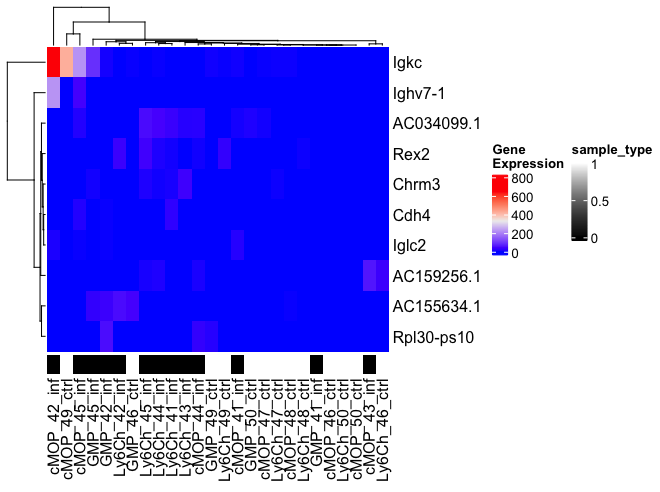 Igkc
Ighv7-1
AC034099.1
Rex2
Chrm3
Cdh4
Iglc2
AC159256.1
AC155634.1
Rpl30-ps10
Gene
Expression
800
600
400
200
0
sample_type
1
0.5
0
cMOP_42_inf
cMOP_49_ctrl
cMOP_45_inf
GMP_45_inf
GMP_42_inf
Ly6Ch_42_inf
GMP_46_ctrl
Ly6Ch_45_inf
Ly6Ch_44_inf
Ly6Ch_41_inf
Ly6Ch_43_inf
cMOP_44_inf
GMP_49_ctrl
Ly6Ch_49_ctrl
cMOP_41_inf
GMP_50_ctrl
cMOP_47_ctrl
Ly6Ch_47_ctrl
cMOP_48_ctrl
Ly6Ch_48_ctrl
GMP_41_inf
cMOP_46_ctrl
Ly6Ch_50_ctrl
cMOP_50_ctrl
cMOP_43_inf
Ly6Ch_46_ctrl